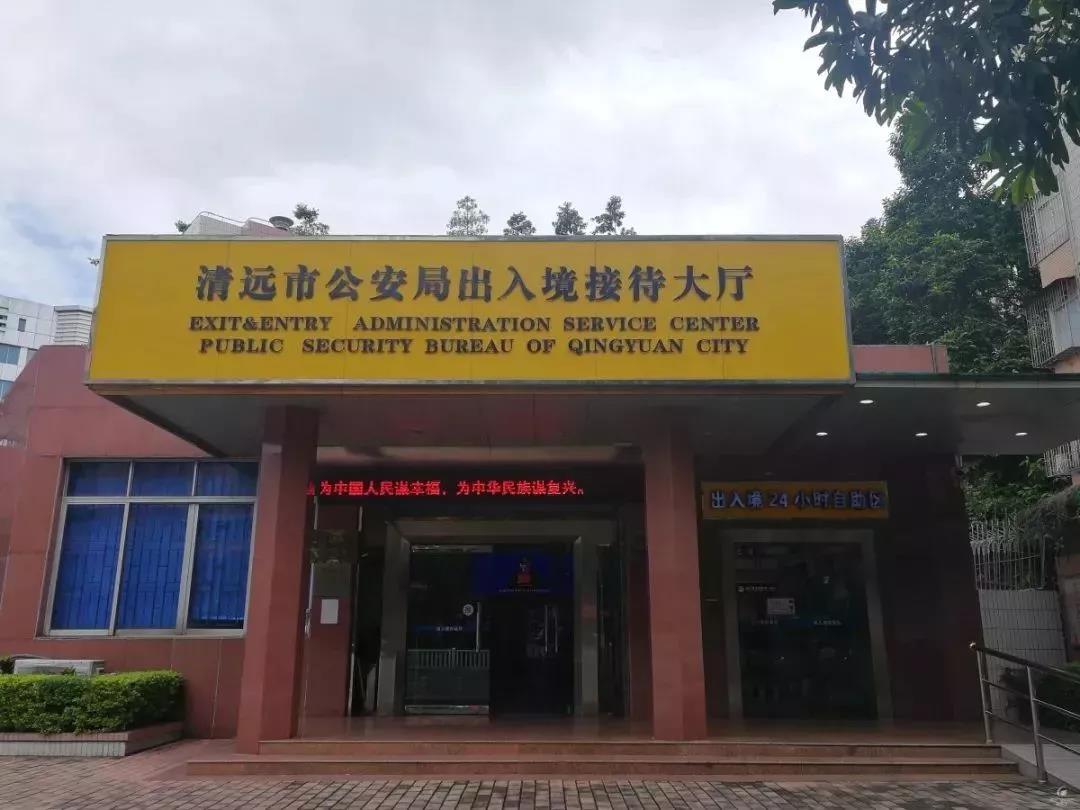 清远市公安局出入境接待大厅
EXIT&ENTRY ADMINISTRATION SERVICE CENTER
PUBLIC SECURITY BUREAU OF QINGYUAN CITY
为中国人民谋幸福，为中华民族谋复兴。
出入境24小时自助区